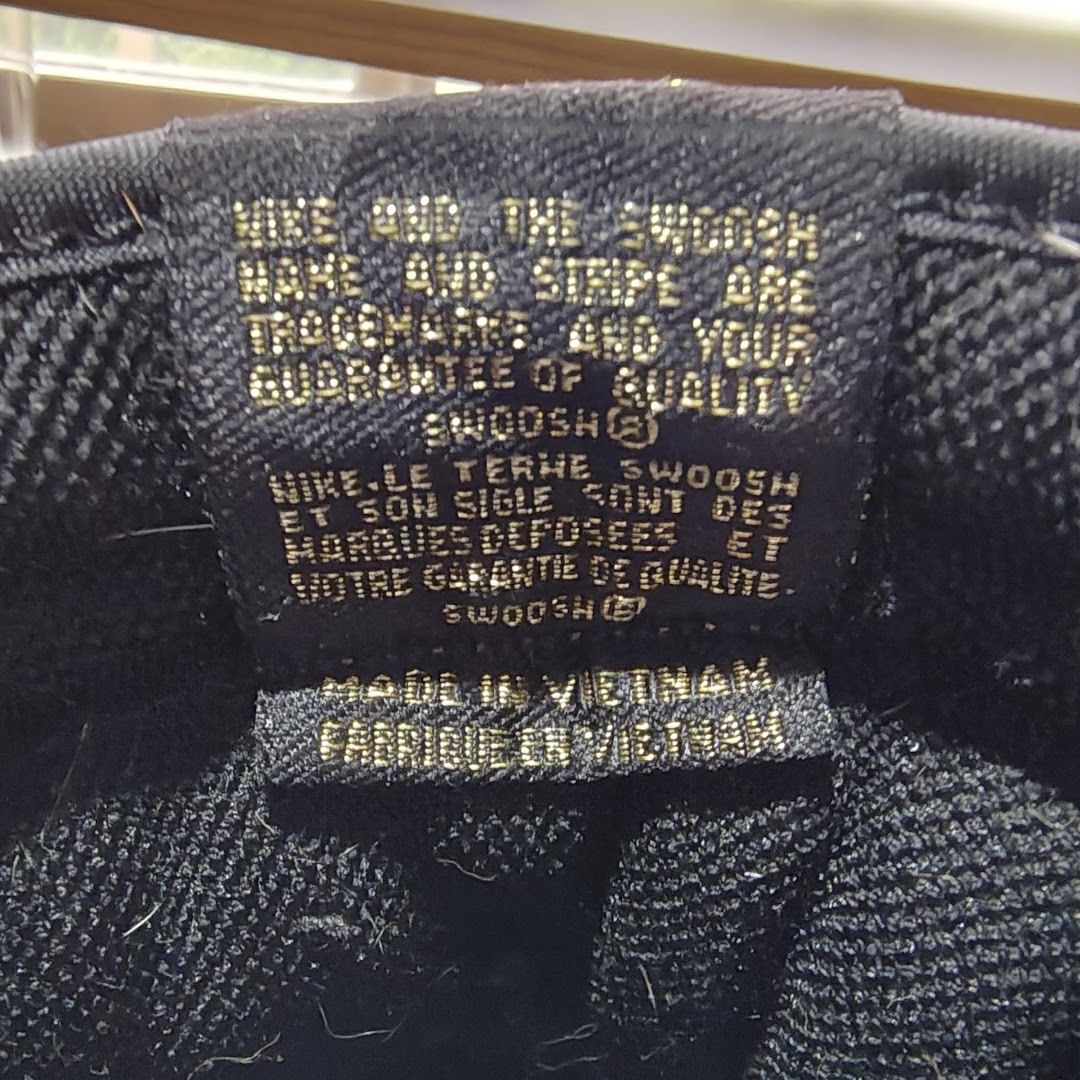 NIKE AND THE SWOOSH
NAME AND STRIPE ARE
TRADEMARKS AND YOUR
GUARANTEE OF QUALITY
SWOOSH®
NIKE, LE TERME SWOOSH
ET SON SIGLE SONT DES
MARQUES DEPOSEES ET
VOTRE GARANTIE DE QUALITE.
SWOOSH®
MADE IN VIETNAM
FABRIQUE EN VIETNAM